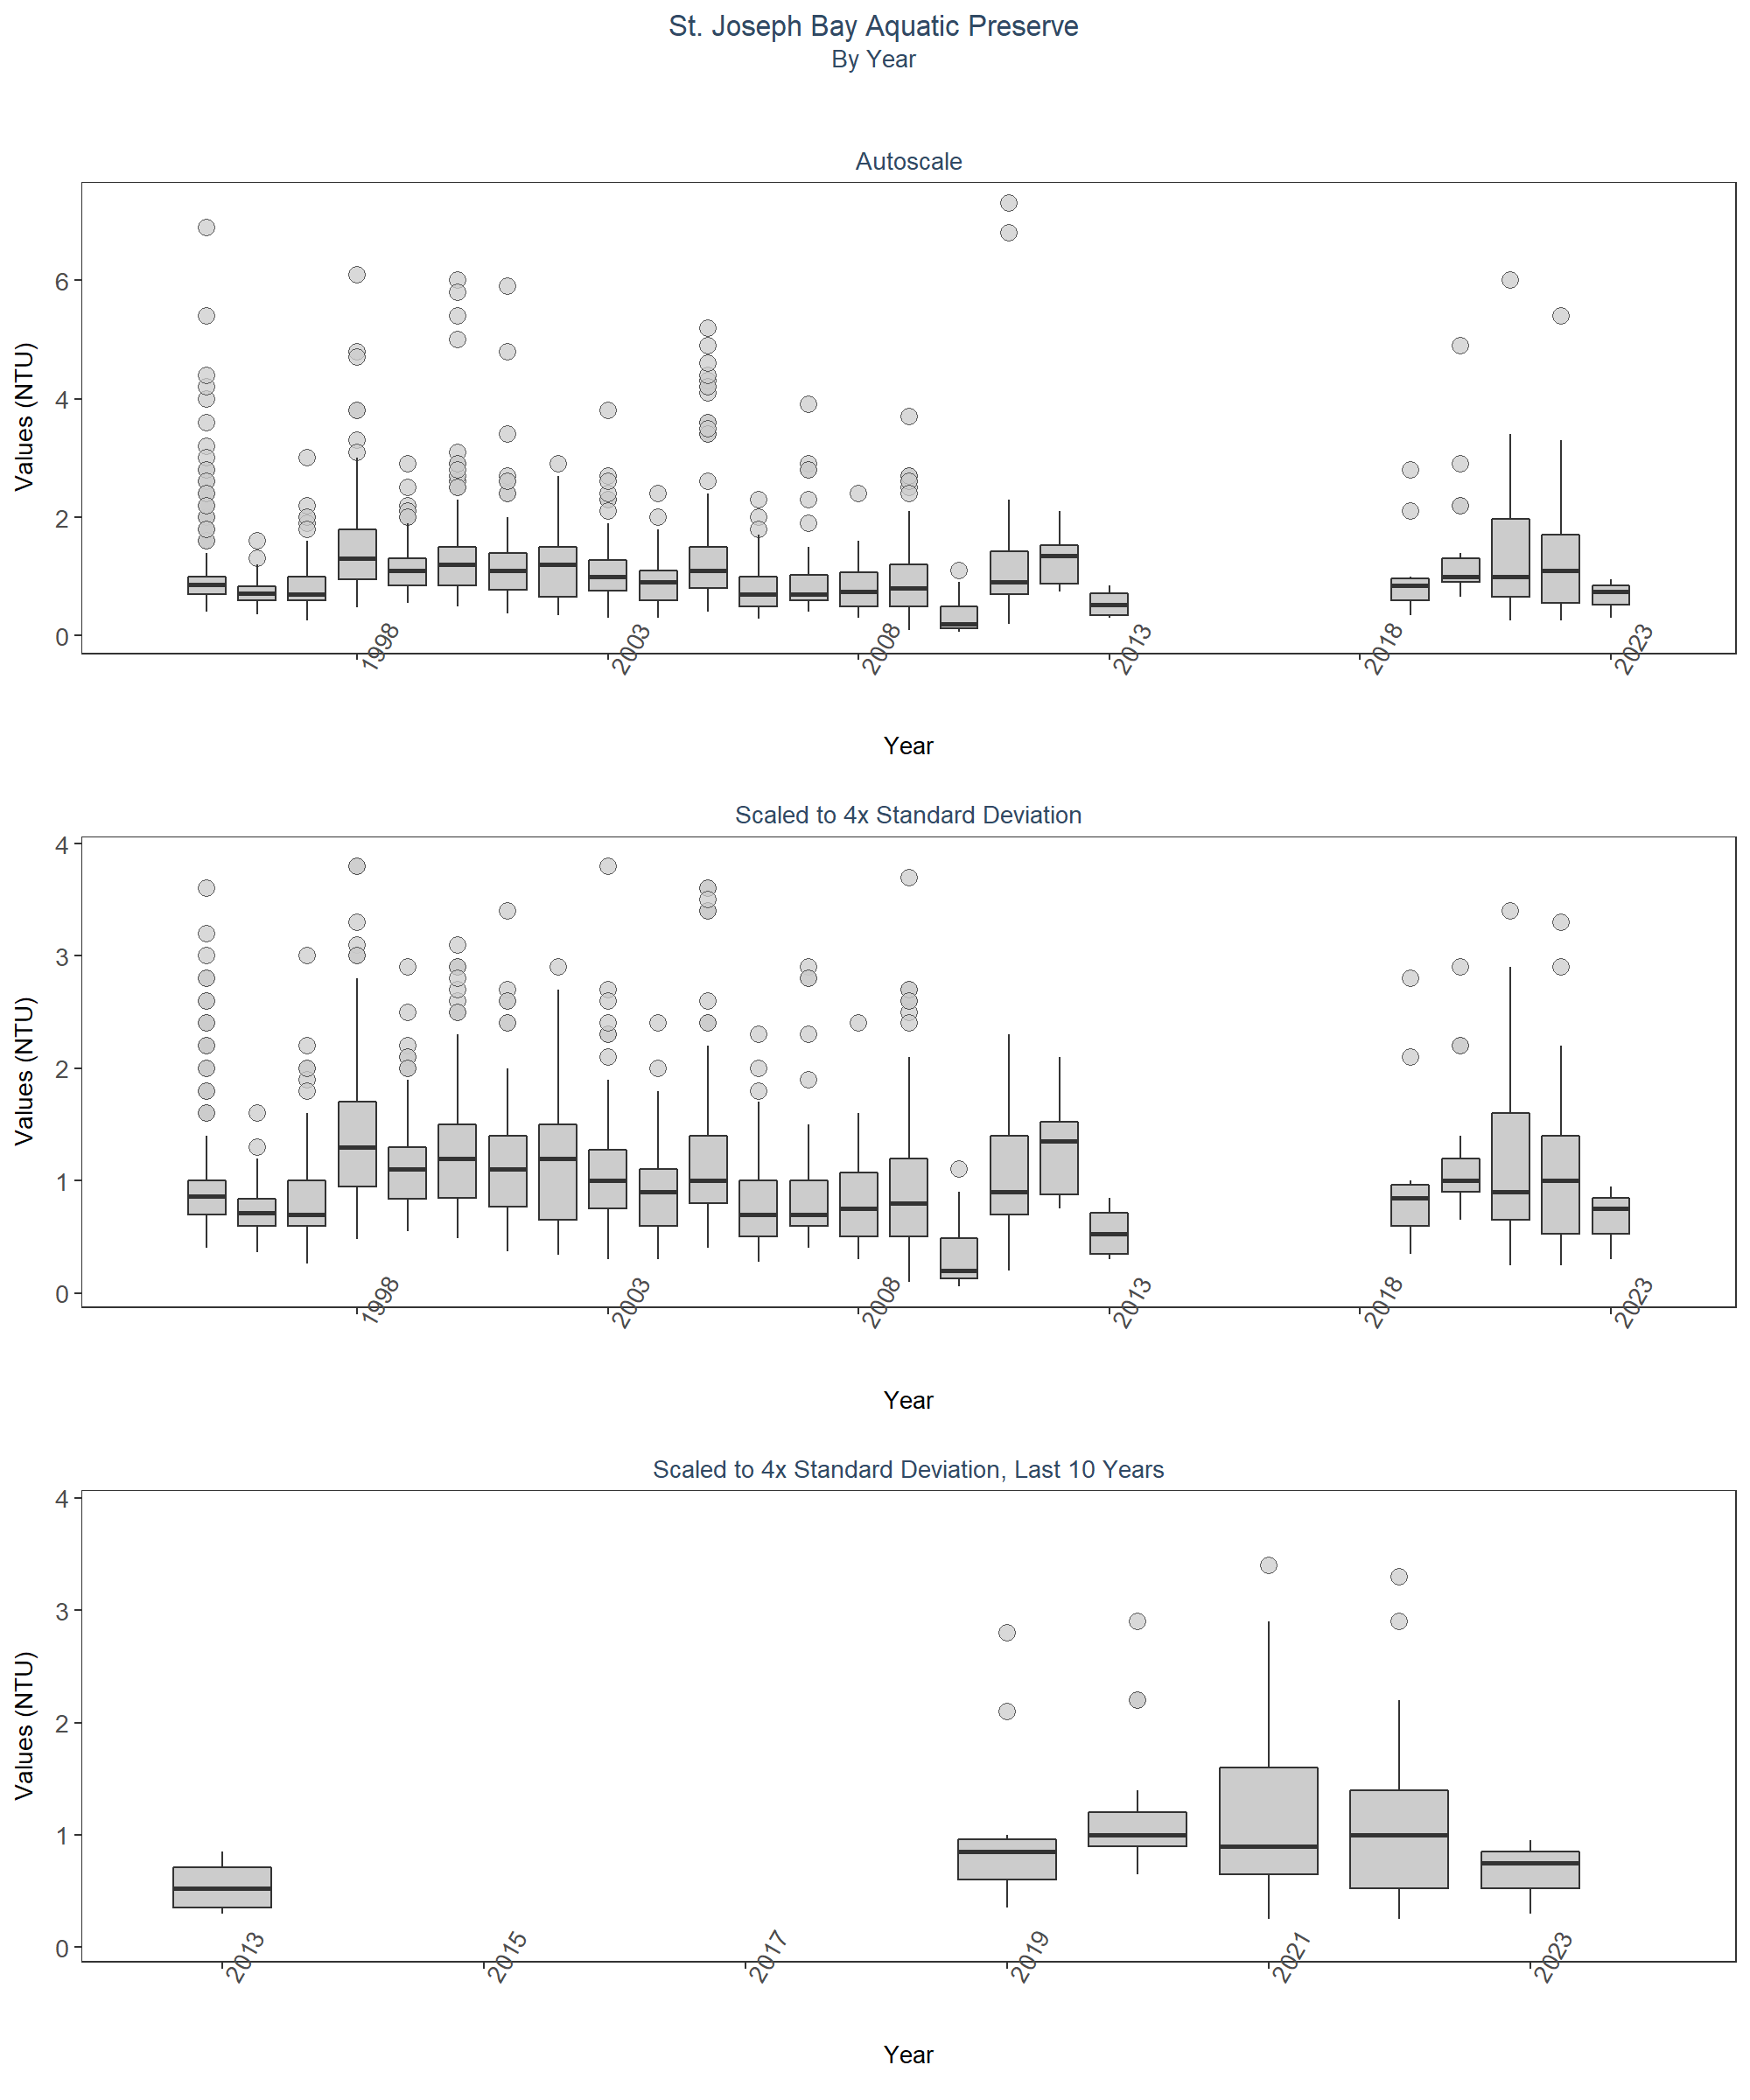 St. Joseph Bay Aquatic Preserve
By Year
Autoscale
Values (NTU)
6
4
2
0
1998 2003 2008 2013 2018 2023
Year
Scaled to 4x Standard Deviation
Values (NTU)
4
3
2
1
0
1998 2003 2008 2013 2018 2023
Year
Scaled to 4x Standard Deviation, Last 10 Years
Values (NTU)
4
3
2
1
0
2013 2015 2017 2019 2021 2023
Year